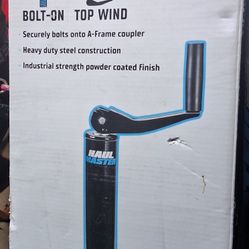 BOLT-ON TOP WIND
· Securely bolts onto A-Frame coupler
· Heavy duty steel construction
· Industrial strength powder coated finish
HAUL
MASTER